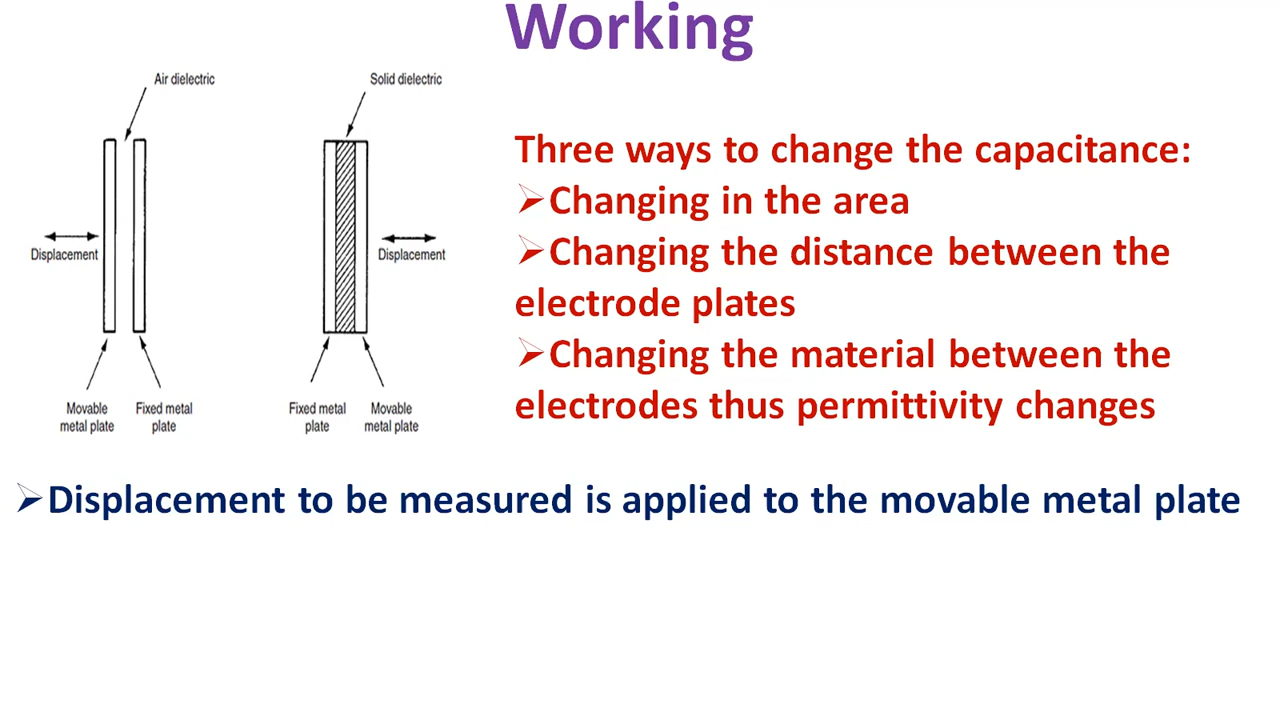 Working
Air dielectric
Solid dielectric
Displacement
Displacement
Movable
metal plate
Fixed metal
plate
Fixed metal
plate
Movable
metal plate
Three ways to change the capacitance:
➢Changing in the area
➢Changing the distance between the
electrode plates
➢Changing the material between the
electrodes thus permittivity changes
➢Displacement to be measured is applied to the movable metal plate